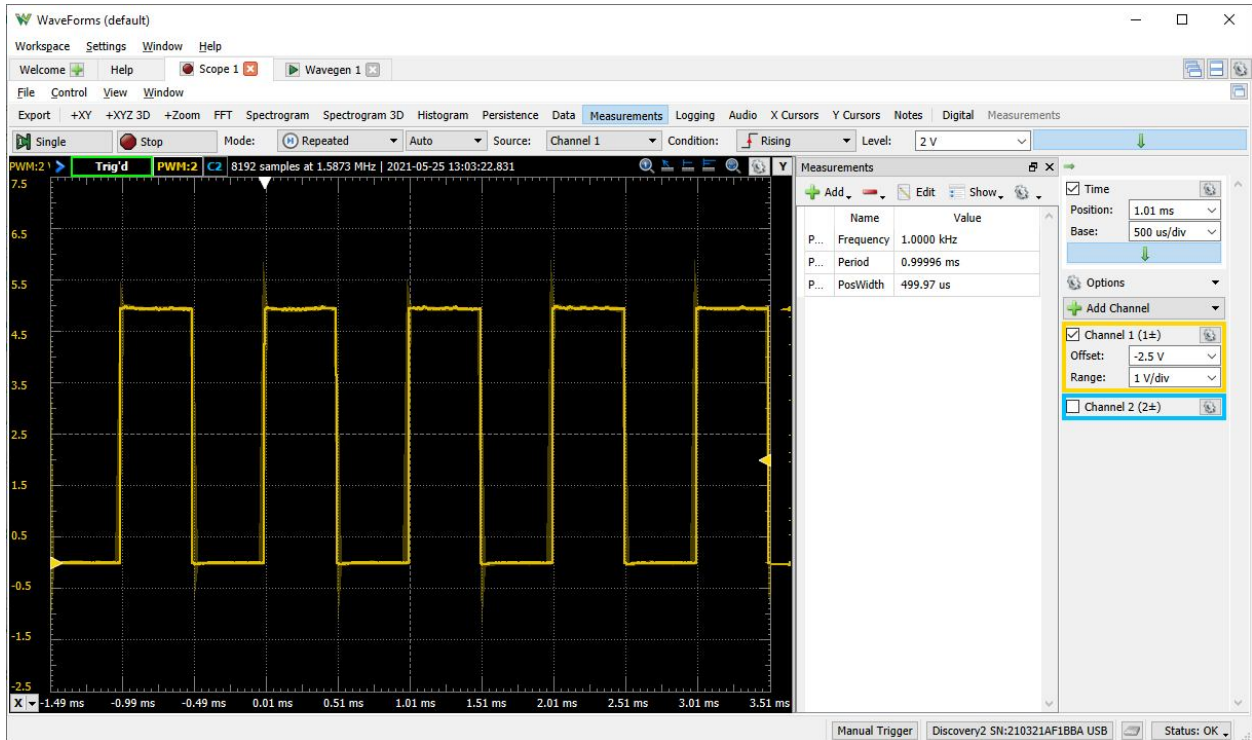 WaveForms (default)
Workspace Settings Window Help
Welcome Help Scope 1 Wavegen 1
File Control View Window
Export +XY +XYZ 3D +Zoom FFT Spectrogram Spectrogram 3D Histogram Persistence Data Measurements Logging Audio X Cursors Y Cursors Notes Digital Measurements
Single Stop Mode: Repeated Auto Source: Channel 1 Condition: Rising Level: 2 V
PWM:2 Trig'd PWM:2 C2 8192 samples at 1.5873 MHz | 2021-05-25 13:03:22.831 Y
Measurements
Add Edit Show
Name Value
P... Frequency 1.0000 kHz
P... Period 0.99996 ms
P... PosWidth 499.97 us
Time
Position: 1.01 ms
Base: 500 us/div
Options
Add Channel
Channel 1 (1±)
Offset: -2.5 V
Range: 1 V/div
Channel 2 (2±)
7.5
6.5
5.5
4.5
3.5
2.5
1.5
0.5
-0.5
-1.5
-2.5
X -1.49 ms -0.99 ms -0.49 ms 0.01 ms 0.51 ms 1.01 ms 1.51 ms 2.01 ms 2.51 ms 3.01 ms 3.51 ms
Manual Trigger Discovery2 SN:210321AF1BBA USB Status: OK